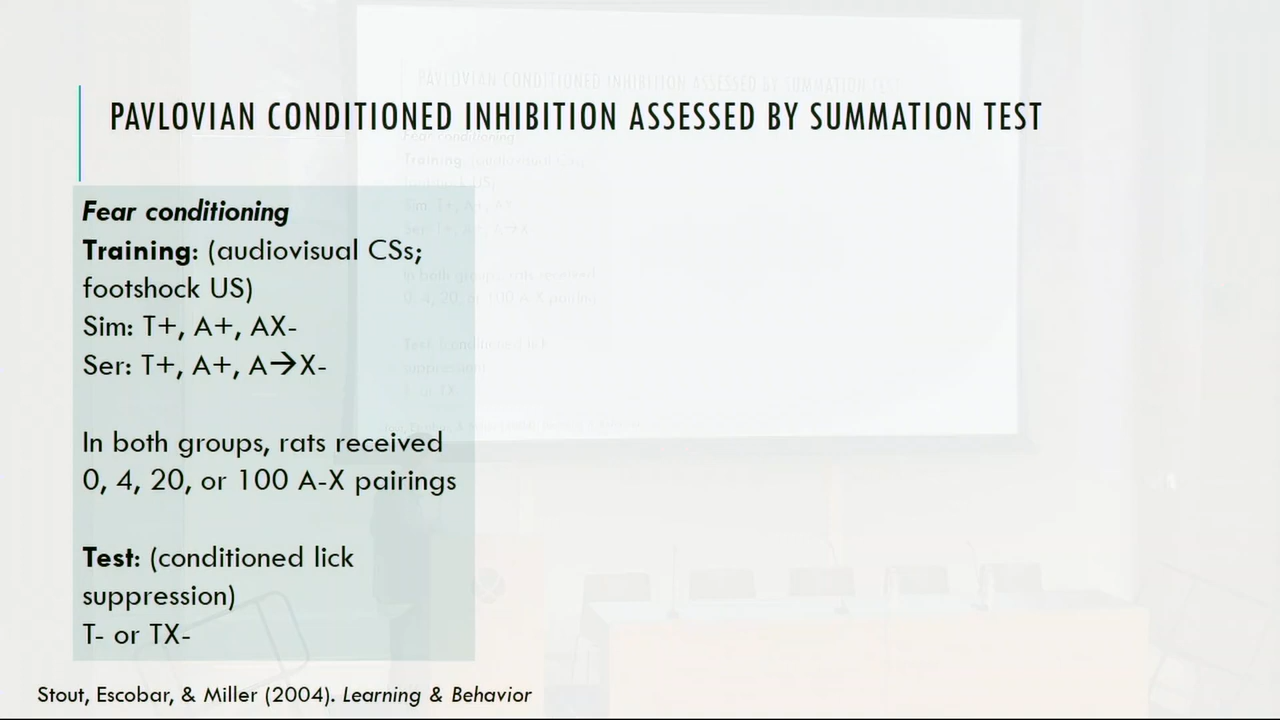 PAVLOVIAN CONDITIONED INHIBITION ASSESSED BY SUMMATION TEST
Fear conditioning
Training: (audiovisual CSs;
footshock US)
Sim: T+, A+, AX-
Ser: T+, A+, A→X-
In both groups, rats received
0, 4, 20, or 100 A-X pairings
Test: (conditioned lick
suppression)
T- or TX-
Stout, Escobar, & Miller (2004). Learning & Behavior